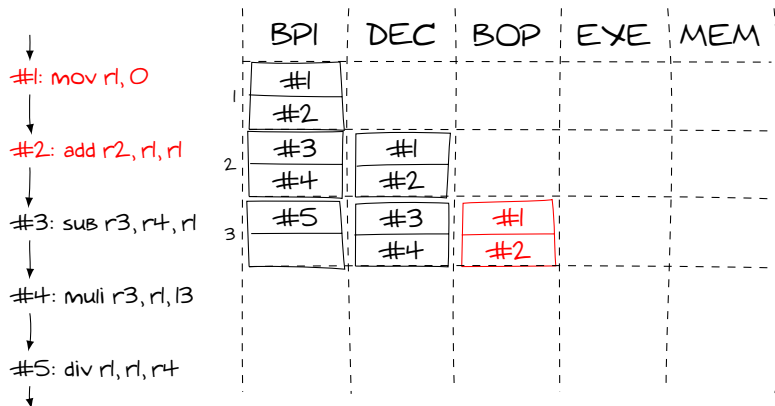 BPI DEC BOP EXE MEM
#1: mov r1, 0
#2: add r2, r1, r1
#3: sub r3, r4, r1
#4: muli r3, r1, 13
#5: div r1, r1, r4
1
#1
#2
2
#3 #1
#4 #2
3
#5 #3 #1
#4 #2